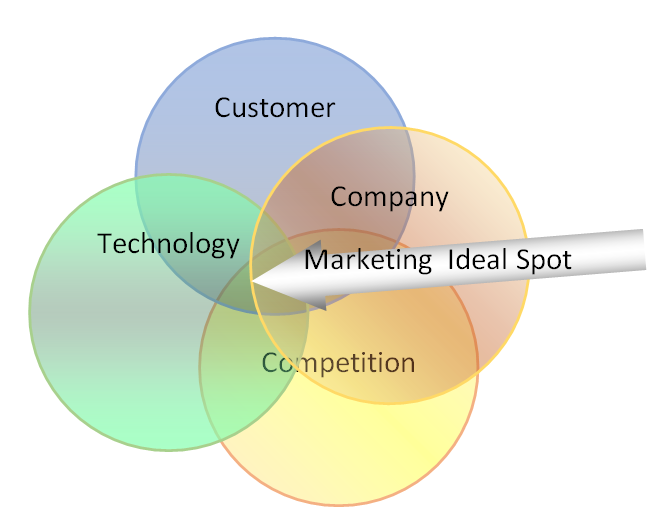 Customer
Company
Technology
Marketing  Ideal Spot
Competition